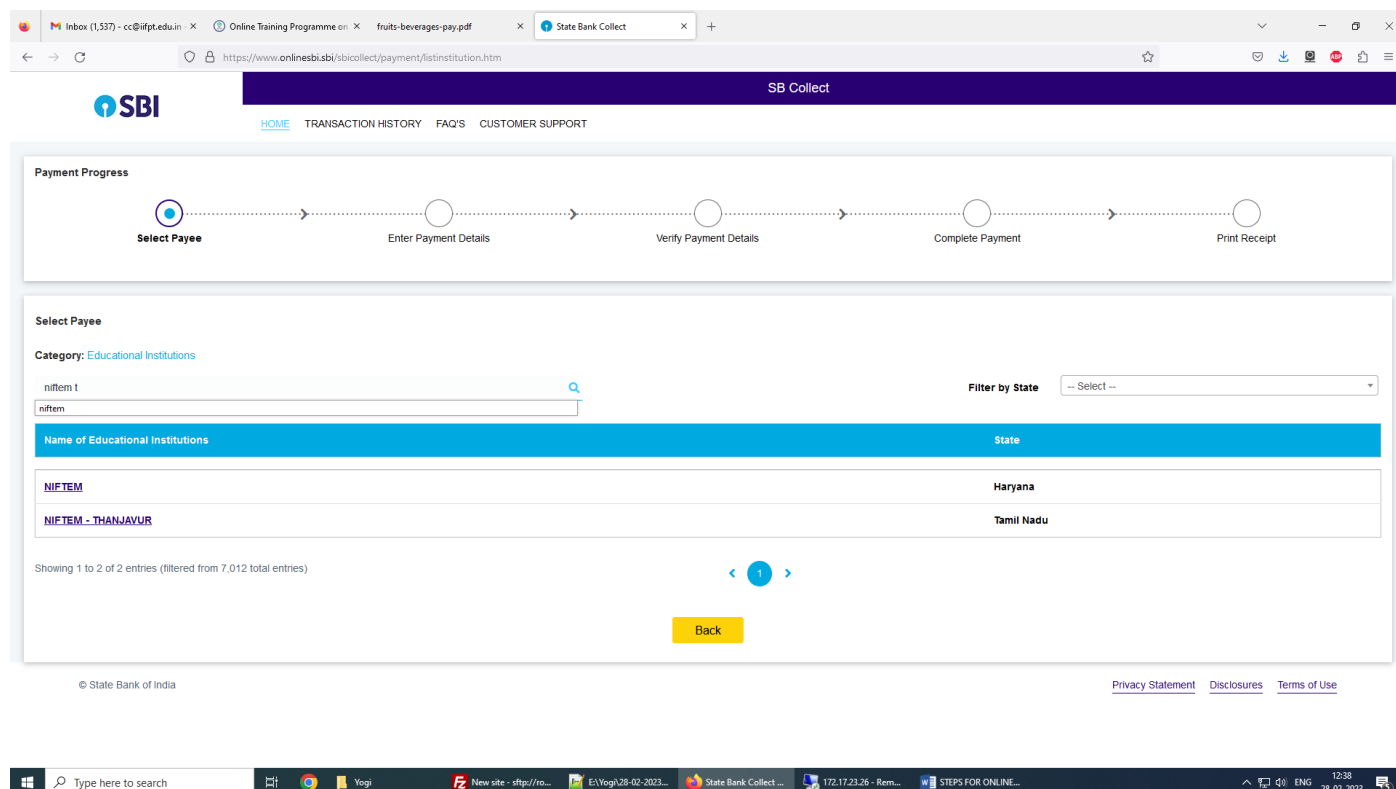 Inbox (1,537) - cc@iifpt.edu.in - Online Training Programme on fruits-beverages-pay.pdf State Bank Collect
https://www.onlinesbi.sbi/sbicollect/payment/listinstitution.htm ABP
SBI
SB Collect
HOME TRANSACTION HISTORY FAQ'S CUSTOMER SUPPORT
Payment Progress
Select Payee Enter Payment Details Verify Payment Details Complete Payment Print Receipt
Select Payee
Category: Educational Institutions
niftem t Filter by State -- Select --
niftem
Name of Educational Institutions State
NIFTEM Haryana
NIFTEM - THANJAVUR Tamil Nadu
Showing 1 to 2 of 2 entries (filtered from 7,012 total entries) 1
Back
© State Bank of India Privacy Statement Disclosures Terms of Use
Type here to search Yogi New site - sftp://ro... E:\Yogi\28-02-2023... State Bank Collect ... 172.17.23.26 - Rem... STEPS FOR ONLINE... ENG 12:38
28-02-2023